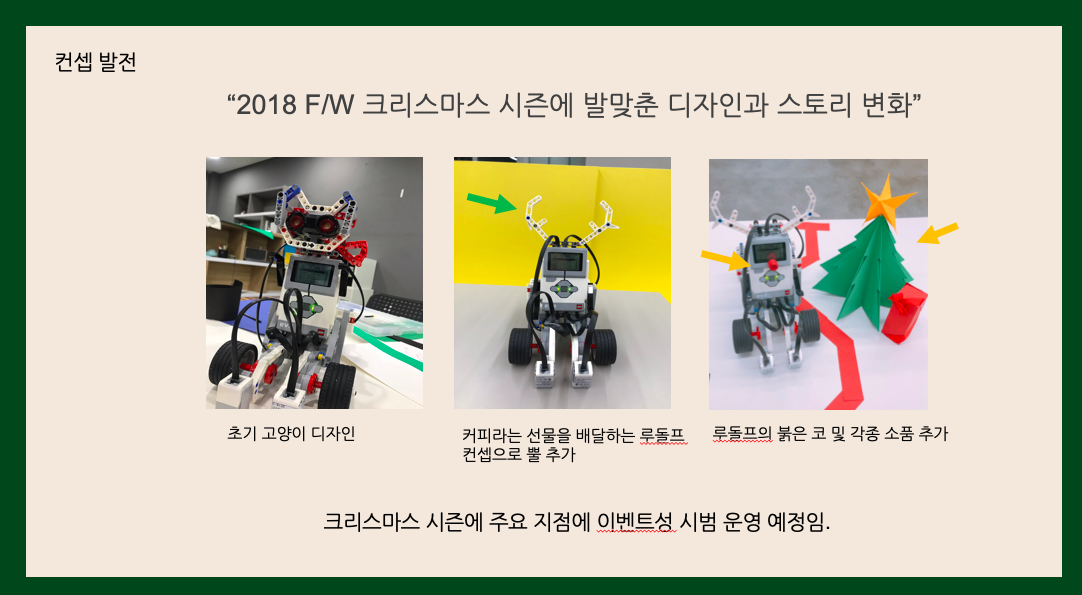 컨셉 발전
“2018 F/W 크리스마스 시즌에 발맞춘 디자인과 스토리 변화”
초기 고양이 디자인
커피라는 선물을 배달하는 루돌프
컨셉으로 뿔 추가
루돌프의 붉은 코 및 각종 소품 추가
크리스마스 시즌에 주요 지점에 이벤트성 시범 운영 예정임.